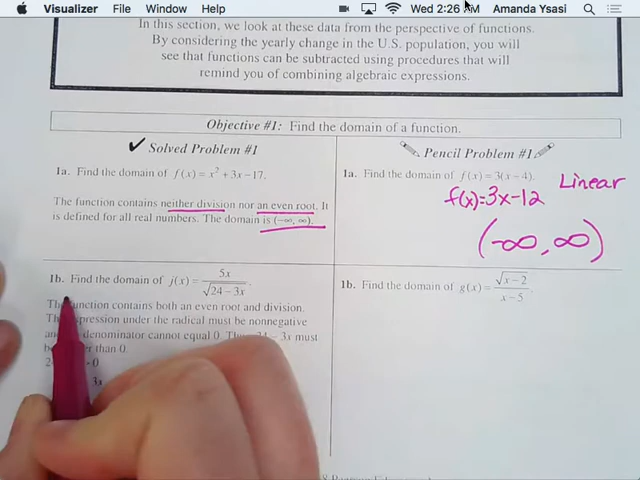 Visualizer File Window Help Wed 2:26 AM Amanda Ysasi
In this section, we look at these data from the perspective of functions.
By considering the yearly change in the U.S. population, you will
see that functions can be subtracted using procedures that will
remind you of combining algebraic expressions.
Objective #1: Find the domain of a function.
✔ Solved Problem #1
1a. Find the domain of f(x) = x² + 3x – 17.
The function contains neither division nor an even root. It
is defined for all real numbers. The domain is (–∞, ∞).
Pencil Problem #1
1a. Find the domain of f(x) = 3(x – 4).
Linear
f(x)=3x-12
(-∞, ∞)
1b. Find the domain of j(x) = 5x / √(24 – 3x).
The function contains both an even root and division.
expression under the radical must be nonnegative
denominator cannot equal 0. – 3x must
than 0.
3x
1b. Find the domain of g(x) = √(x – 2) / (x – 5).